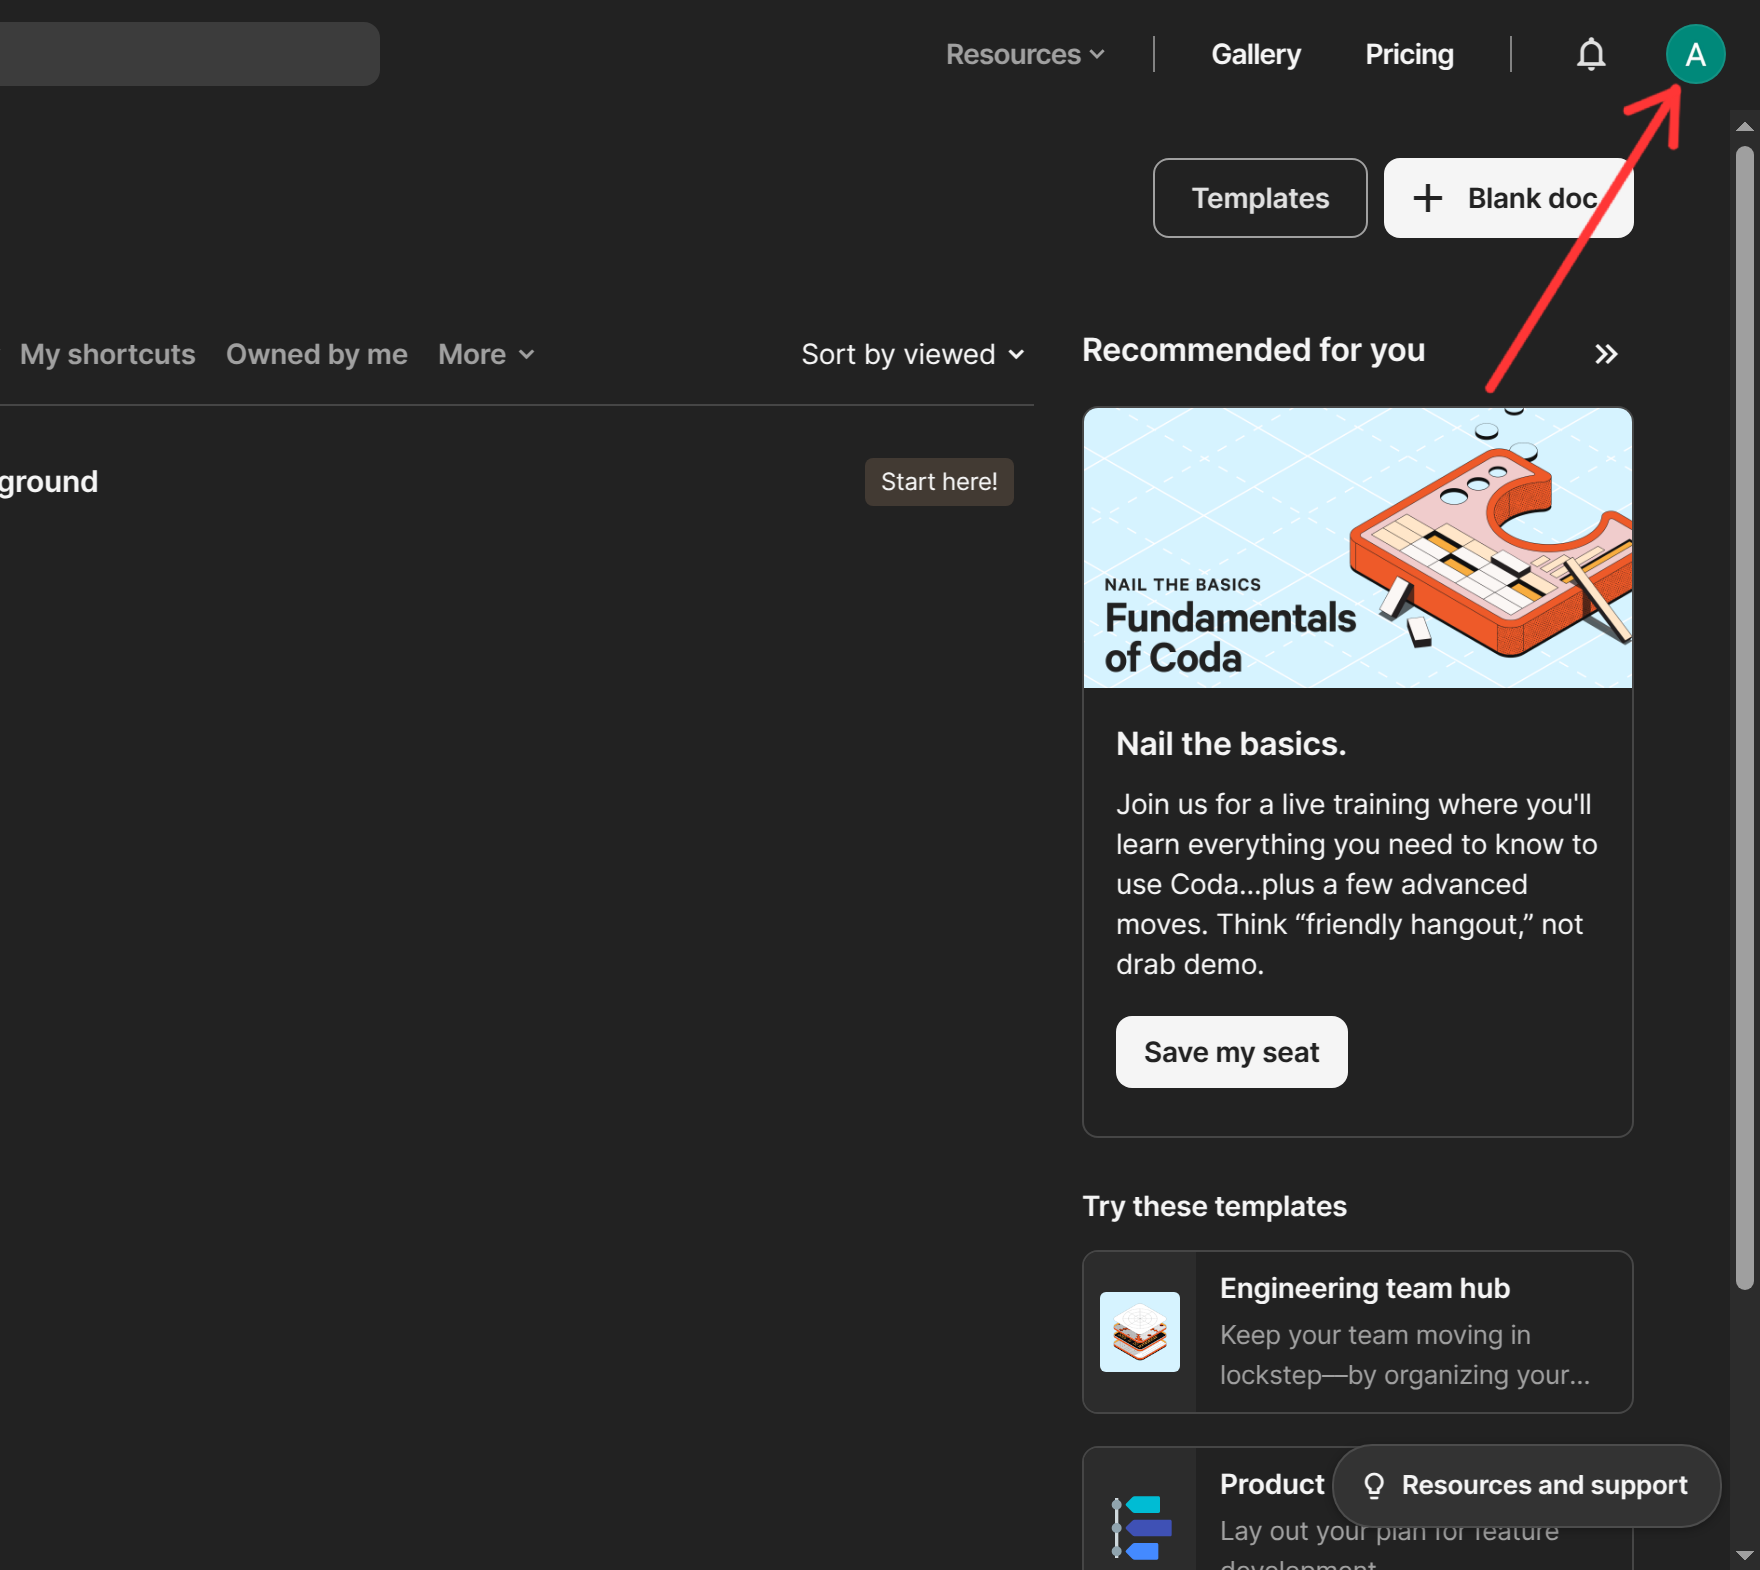 Resources
Gallery
Pricing
A
Templates
Blank doc
My shortcuts
Owned by me
More
Sort by viewed
Recommended for you
ground
Start here!
NAIL THE BASICS
Fundamentals
of Coda
Nail the basics.
Join us for a live training where you'll
learn everything you need to know to
use Coda...plus a few advanced
moves. Think “friendly hangout,” not
drab demo.
Save my seat
Try these templates
Engineering team hub
Keep your team moving in
lockstep—by organizing your...
Product
Resources and support
Lay out your plan for feature
development